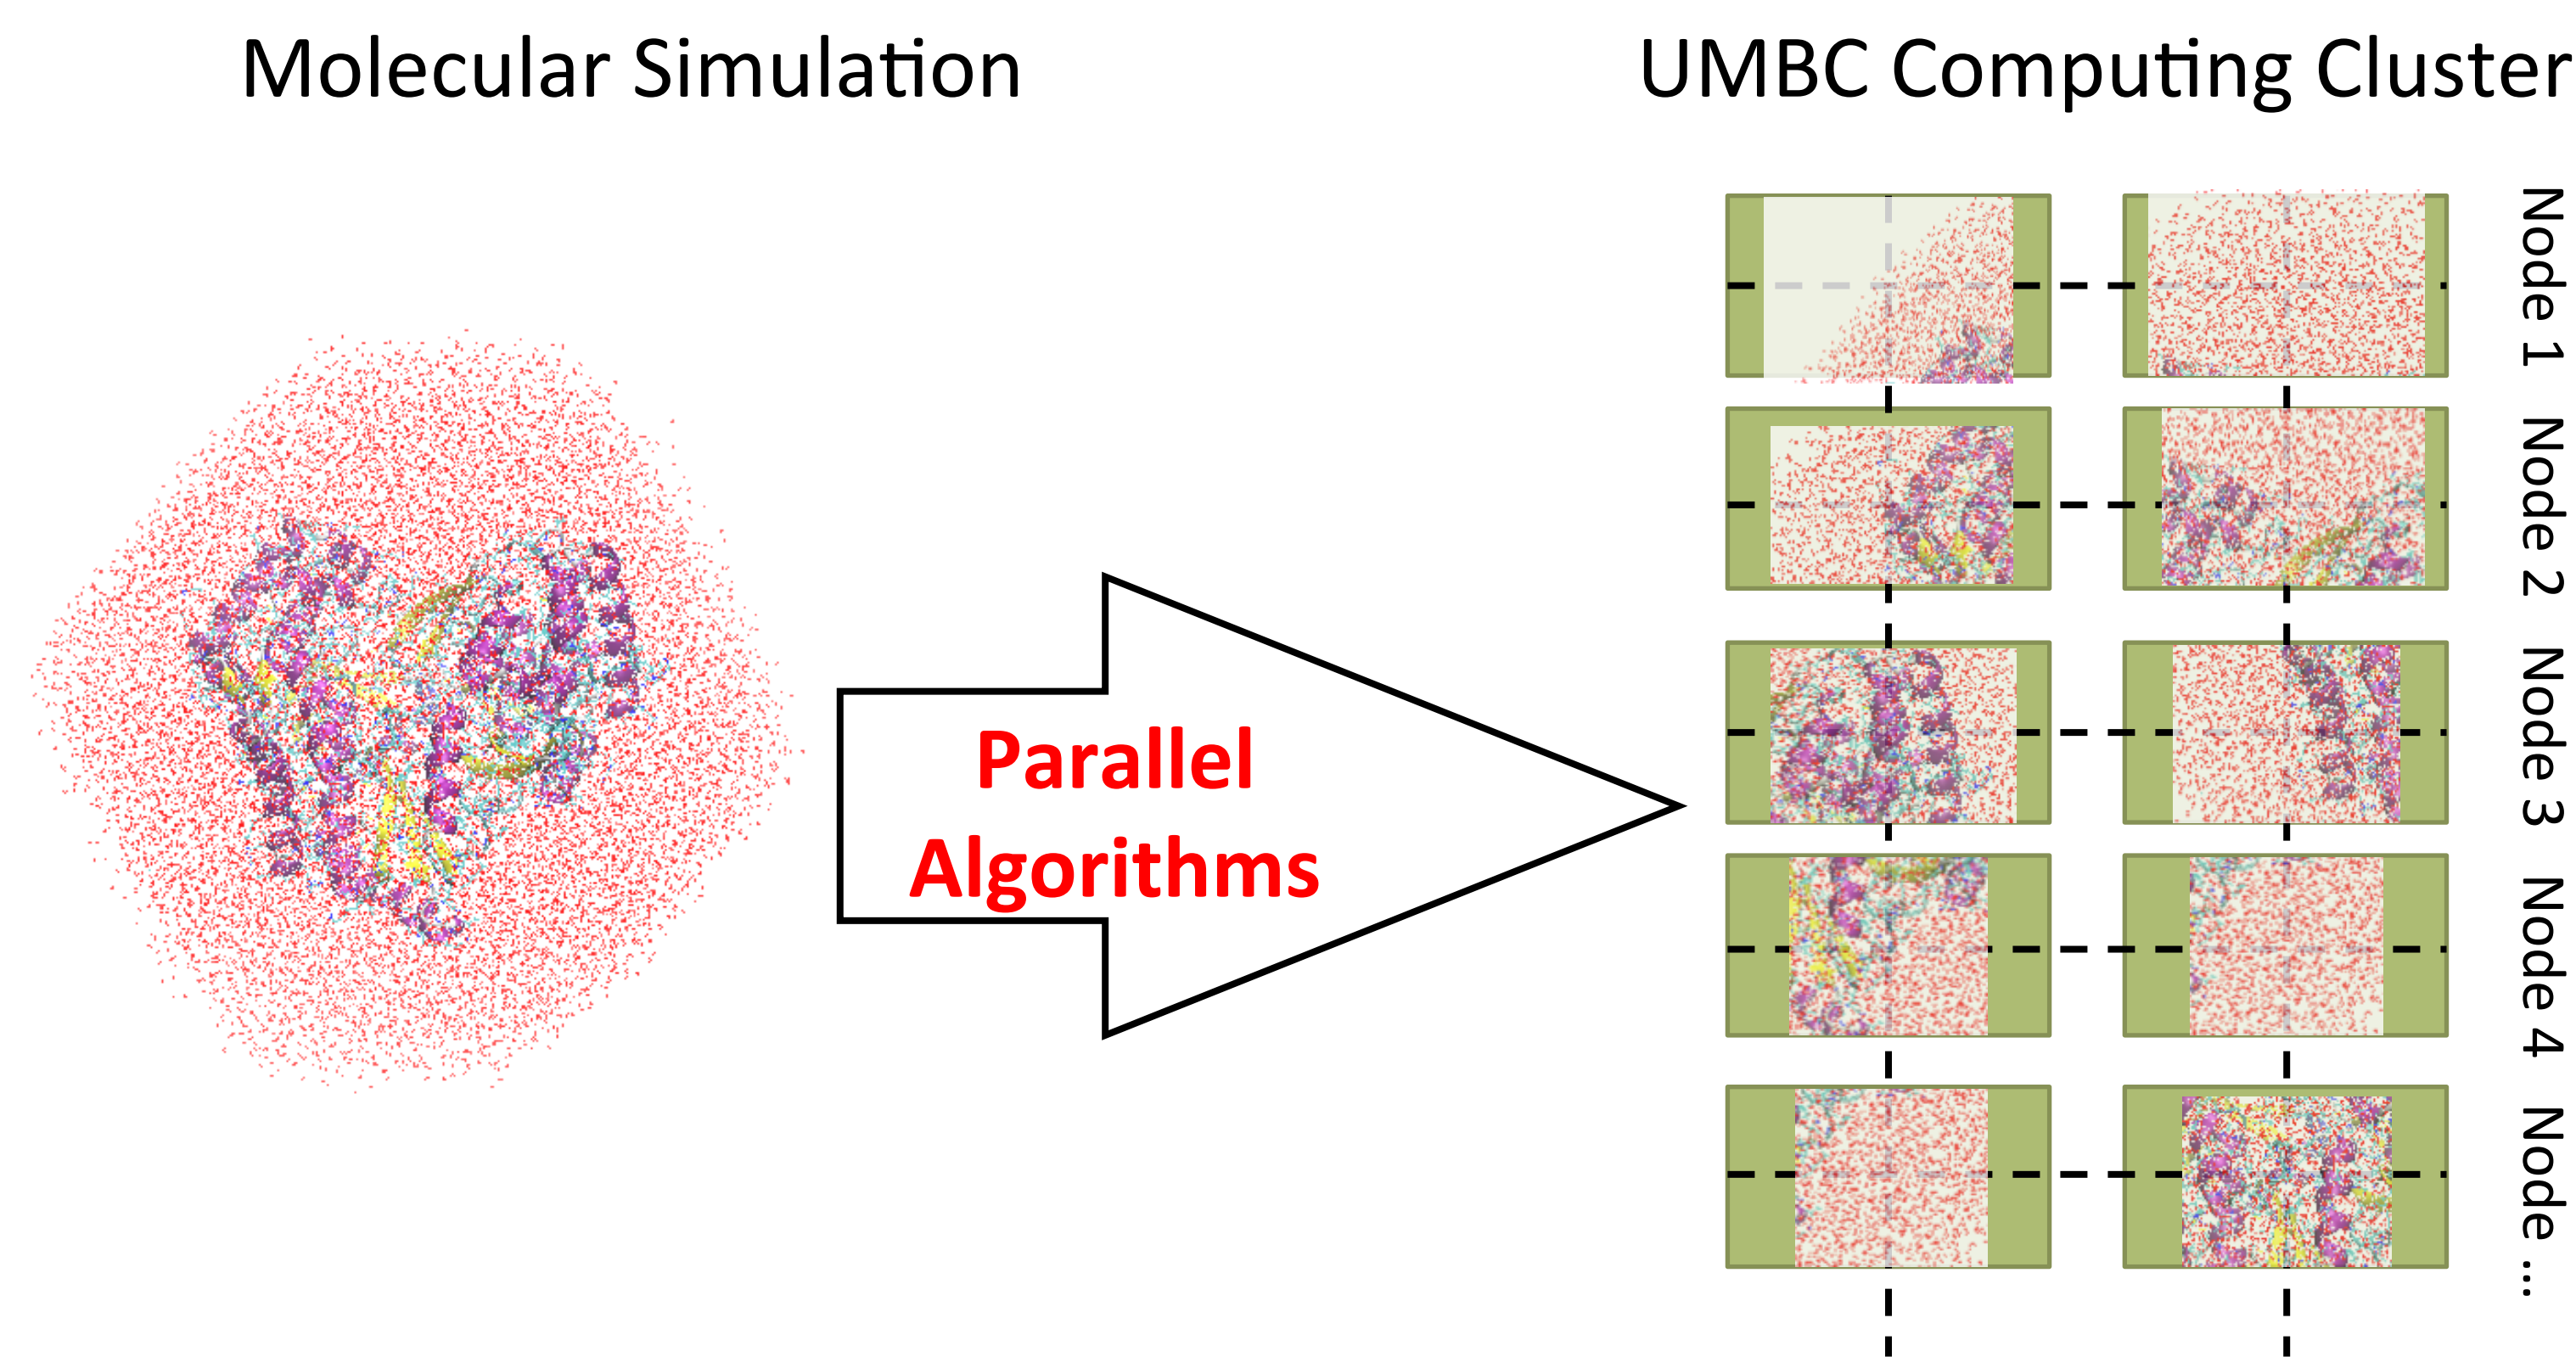 Molecular Simulation
UMBC Computing Cluster
Parallel
Algorithms
Node 1
Node 2
Node 3
Node 4
Node ...